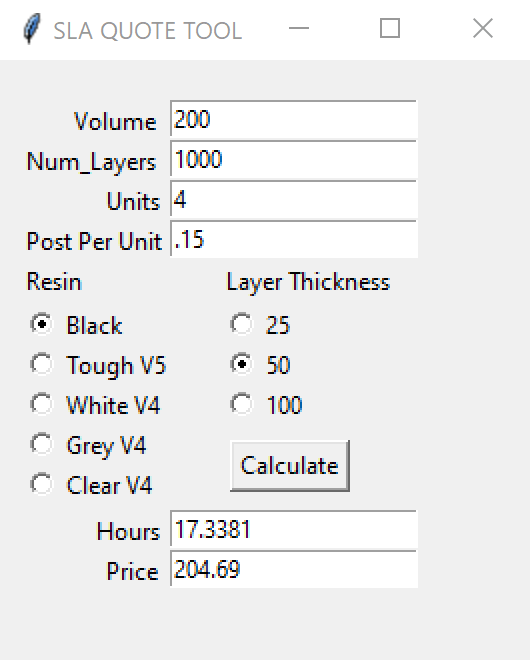 SLA QUOTE TOOL
Volume 200
Num_Layers 1000
Units 4
Post Per Unit .15
Resin Layer Thickness
Black 25
Tough V5 50
White V4 100
Grey V4
Calculate
Clear V4
Hours 17.3381
Price 204.69